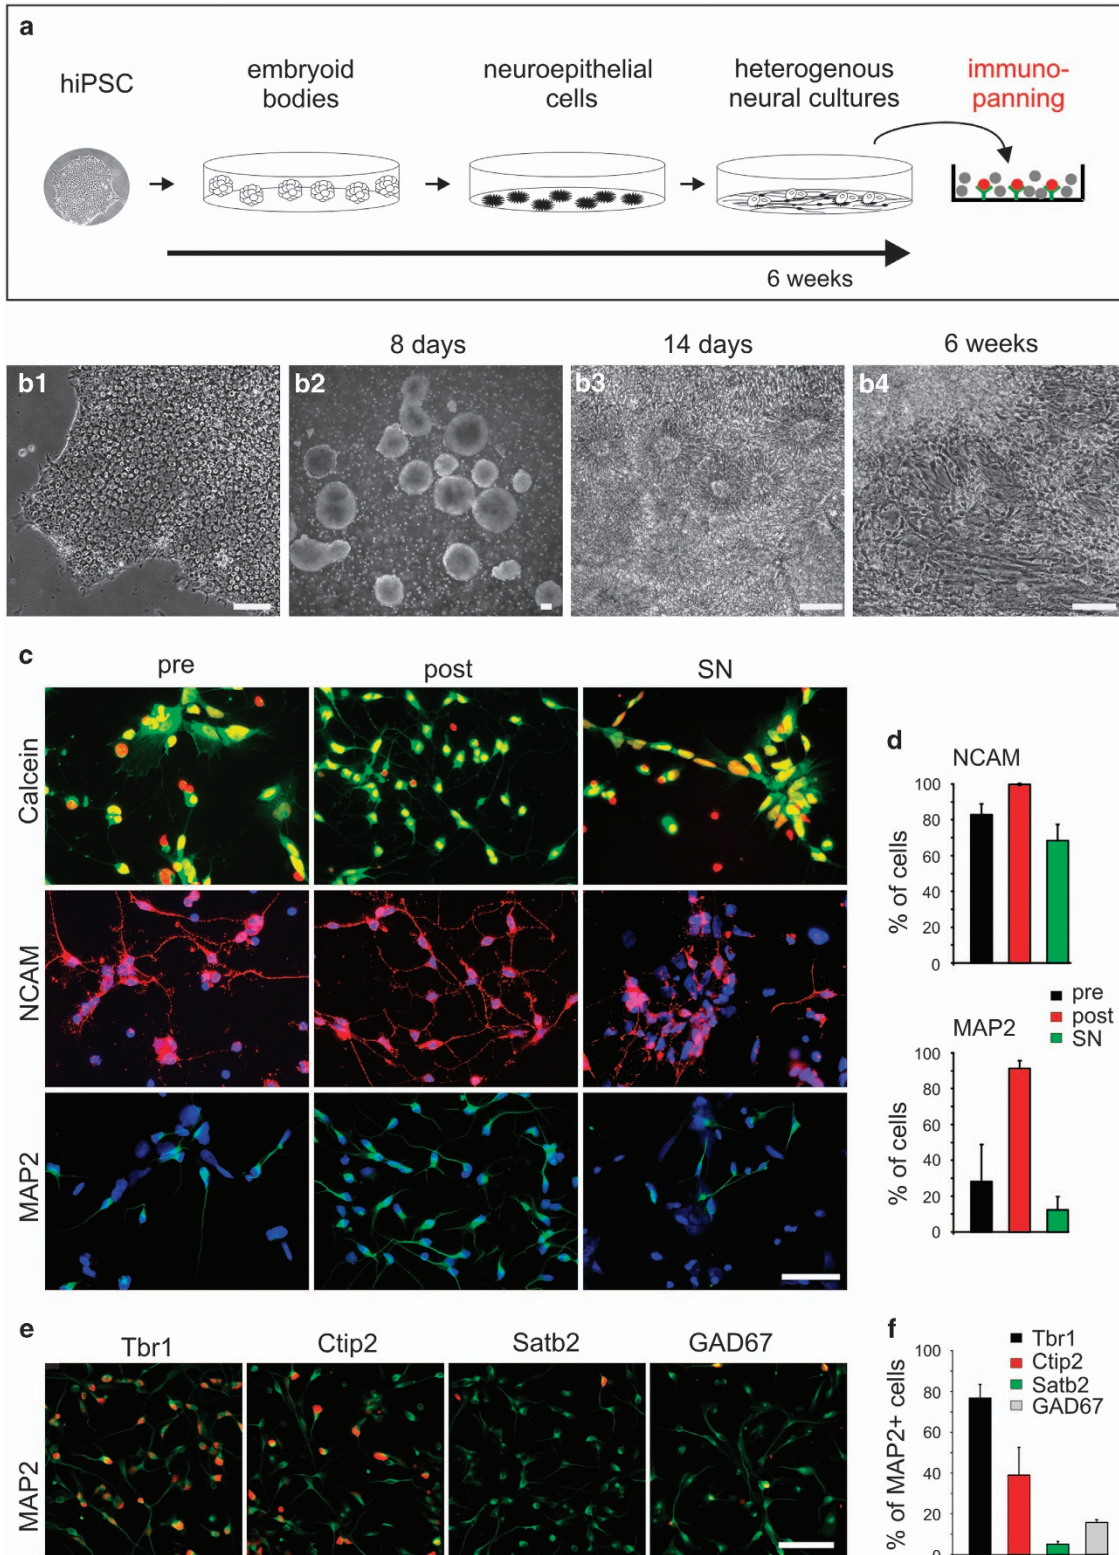 a
hiPSC
embryoid
bodies
neuroepithelial
cells
heterogenous
neural cultures
immuno-
panning
6 weeks
8 days
14 days
6 weeks
b1
b2
b3
b4
c
pre
post
SN
Calcein
NCAM
MAP2
d
NCAM
100
80
60
40
20
0
% of cells
pre
post
SN
MAP2
100
80
60
40
20
0
% of cells
e
Tbr1
Ctip2
Satb2
GAD67
MAP2
f
Tbr1
Ctip2
Satb2
GAD67
100
80
60
40
20
0
% of MAP2+ cells